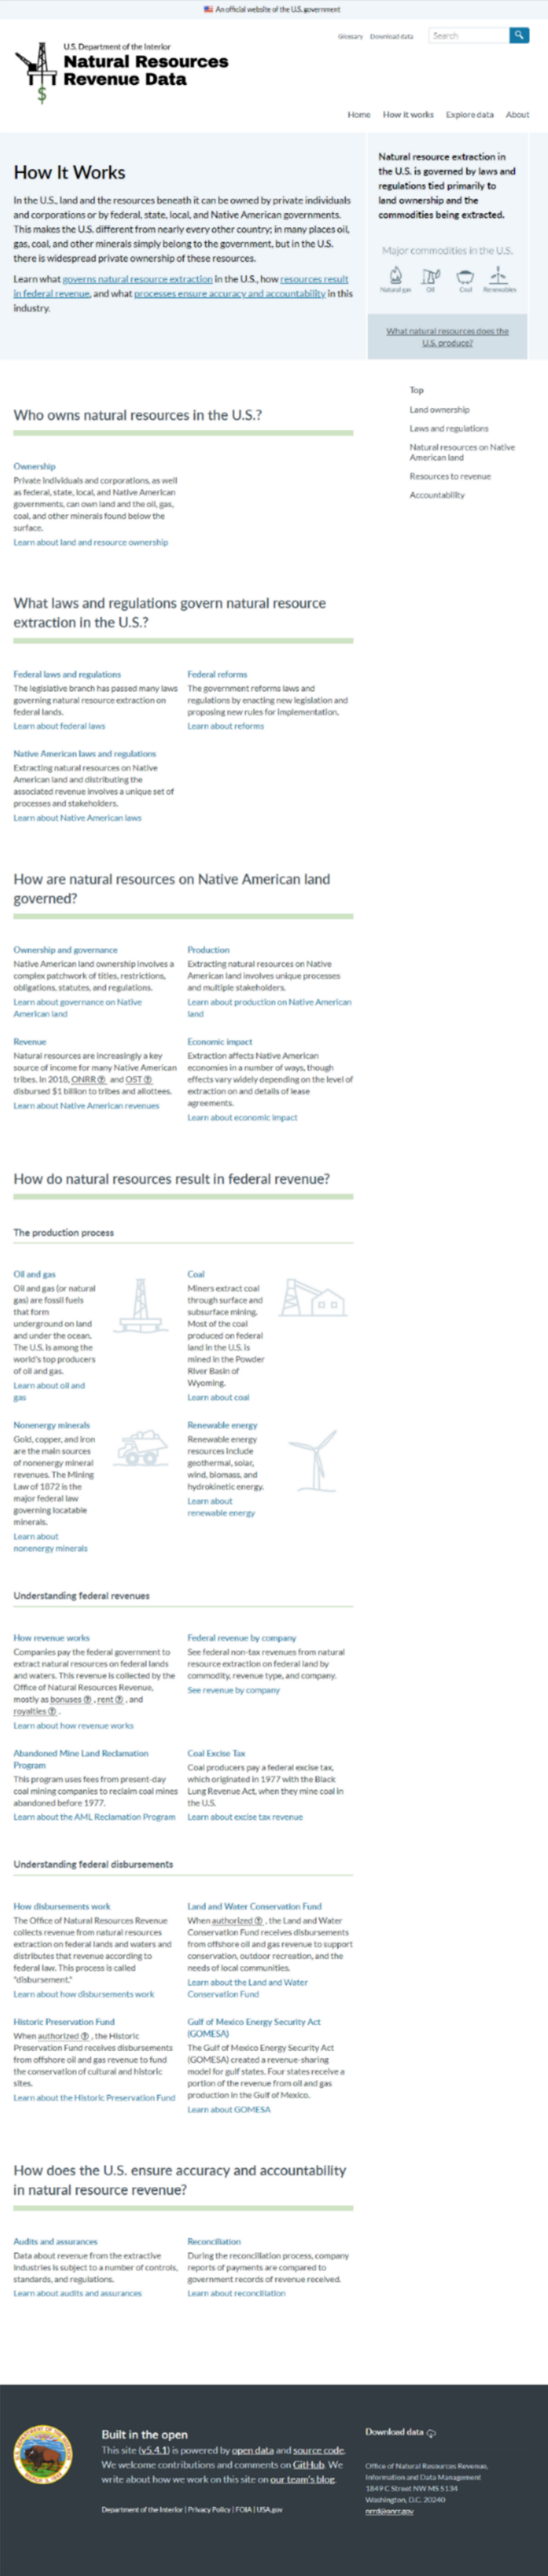 An official website of the U.S. government
Glossary Download data Search
U.S. Department of the Interior
Natural Resources
Revenue Data
Home How it works Explore data About
How It Works
In the U.S., land and the resources beneath it can be owned by private individuals
and corporations or by federal, state, local, and Native American governments.
This makes the U.S. different from nearly every other country; in many places oil,
gas, coal, and other minerals simply belong to the government, but in the U.S.
there is widespread private ownership of these resources.
Learn what governs natural resource extraction in the U.S., how resources result
in federal revenue, and what processes ensure accuracy and accountability in this
industry.
Natural resource extraction in
the U.S. is governed by laws and
regulations tied primarily to
land ownership and the
commodities being extracted.
Major commodities in the U.S.
Natural gas Oil Coal Renewables
What natural resources does the
U.S. produce?
Top
Land ownership
Laws and regulations
Natural resources on Native
American land
Resources to revenue
Accountability
Who owns natural resources in the U.S.?
Ownership
Private individuals and corporations, as well
as federal, state, local, and Native American
governments, can own land and the oil, gas,
coal, and other minerals found below the
surface.
Learn about land and resource ownership
What laws and regulations govern natural resource
extraction in the U.S.?
Federal laws and regulations
The legislative branch has passed many laws
governing natural resource extraction on
federal lands.
Learn about federal laws
Federal reforms
The government reforms laws and
regulations by enacting new legislation and
proposing new rules for implementation.
Learn about reforms
Native American laws and regulations
Extracting natural resources on Native
American land and distributing the
associated revenue involves a unique set of
processes and stakeholders.
Learn about Native American laws
How are natural resources on Native American land
governed?
Ownership and governance
Native American land ownership involves a
complex patchwork of titles, restrictions,
obligations, statutes, and regulations.
Learn about governance on Native
American land
Production
Extracting natural resources on Native
American land involves unique processes
and multiple stakeholders.
Learn about production on Native American
land
Revenue
Natural resources are increasingly a key
source of income for many Native American
tribes. In 2018, ONRR and OST
disbursed $1 billion to tribes and allottees.
Learn about Native American revenues
Economic impact
Extraction affects Native American
economies in a number of ways, though
effects vary widely depending on the level of
extraction on and details of lease
agreements.
Learn about economic impact
How do natural resources result in federal revenue?
The production process
Oil and gas
Oil and gas (or natural
gas) are fossil fuels
that form
underground on land
and under the ocean.
The U.S. is among the
world's top producers
of oil and gas.
Learn about oil and
gas
Coal
Miners extract coal
through surface and
subsurface mining.
Most of the coal
produced on federal
land in the U.S. is
mined in the Powder
River Basin of
Wyoming.
Learn about coal
Nonenergy minerals
Gold, copper, and iron
are the main sources
of nonenergy mineral
revenues. The Mining
Law of 1872 is the
major federal law
governing locatable
minerals.
Learn about
nonenergy minerals
Renewable energy
Renewable energy
resources include
geothermal, solar,
wind, biomass, and
hydrokinetic energy.
Learn about
renewable energy
Understanding federal revenues
How revenue works
Companies pay the federal government to
extract natural resources on federal lands
and waters. This revenue is collected by the
Office of Natural Resources Revenue,
mostly as bonuses , rent , and
royalties .
Learn about how revenue works
Federal revenue by company
See federal non-tax revenues from natural
resource extraction on federal land by
commodity, revenue type, and company.
See revenue by company
Abandoned Mine Land Reclamation
Program
This program uses fees from present-day
coal mining companies to reclaim coal mines
abandoned before 1977.
Learn about the AML Reclamation Program
Coal Excise Tax
Coal producers pay a federal excise tax,
which originated in 1977 with the Black
Lung Revenue Act, when they mine coal in
the U.S.
Learn about excise tax revenue
Understanding federal disbursements
How disbursements work
The Office of Natural Resources Revenue
collects revenue from natural resources
extraction on federal lands and waters and
distributes that revenue according to
federal law. This process is called
"disbursement."
Learn about how disbursements work
Land and Water Conservation Fund
When authorized , the Land and Water
Conservation Fund receives disbursements
from offshore oil and gas revenue to support
conservation, outdoor recreation, and the
needs of local communities.
Learn about the Land and Water
Conservation Fund
Historic Preservation Fund
When authorized , the Historic
Preservation Fund receives disbursements
from offshore oil and gas revenue to fund
the conservation of cultural and historic
sites.
Learn about the Historic Preservation Fund
Gulf of Mexico Energy Security Act
(GOMESA)
The Gulf of Mexico Energy Security Act
(GOMESA) created a revenue-sharing
model for gulf states. Four states receive a
portion of the revenue from oil and gas
production in the Gulf of Mexico.
Learn about GOMESA
How does the U.S. ensure accuracy and accountability
in natural resource revenue?
Audits and assurances
Data about revenue from the extractive
industries is subject to a number of controls,
standards, and regulations.
Learn about audits and assurances
Reconciliation
During the reconciliation process, company
reports of payments are compared to
government records of revenue received.
Learn about reconciliation
Built in the open
This site (v5.4.1) is powered by open data and source code.
We welcome contributions and comments on GitHub. We
write about how we work on this site on our team's blog.
Department of the Interior | Privacy Policy | FOIA | USA.gov
Download data
Office of Natural Resources Revenue,
Information and Data Management
1849 C Street NW MS 5134
Washington, D.C. 20240
nrrd@onrr.gov